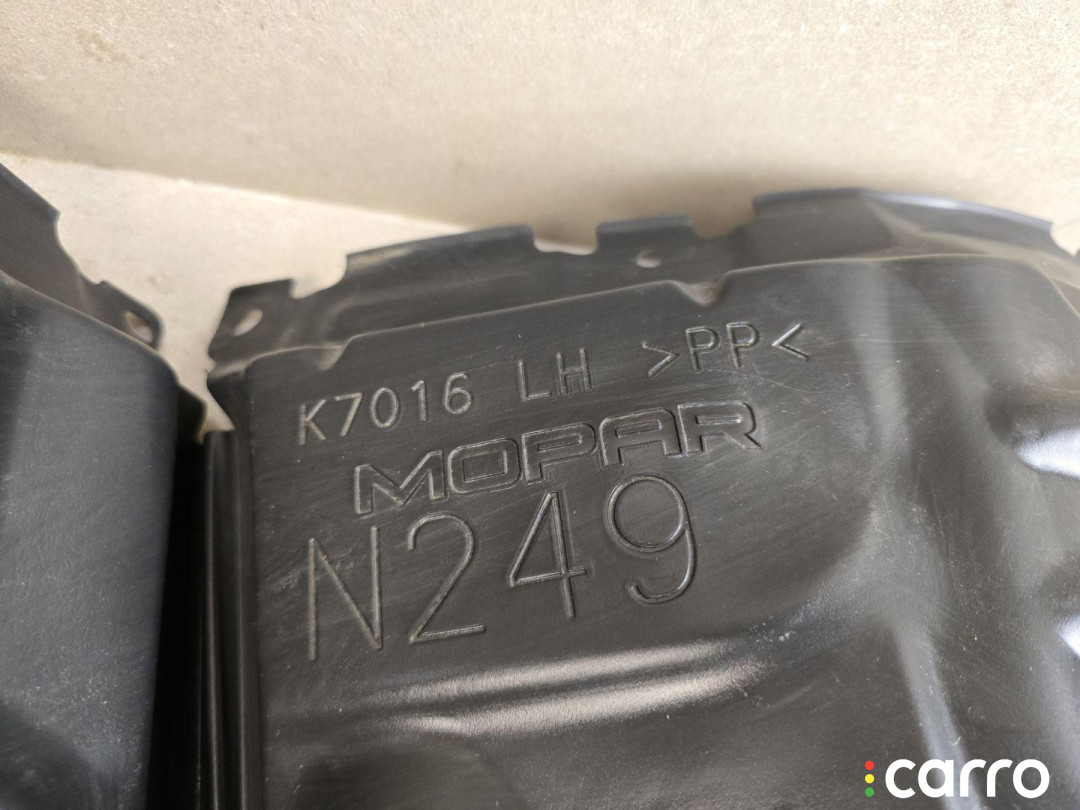 K7016 LH >PP<
MOPAR
N249
carro